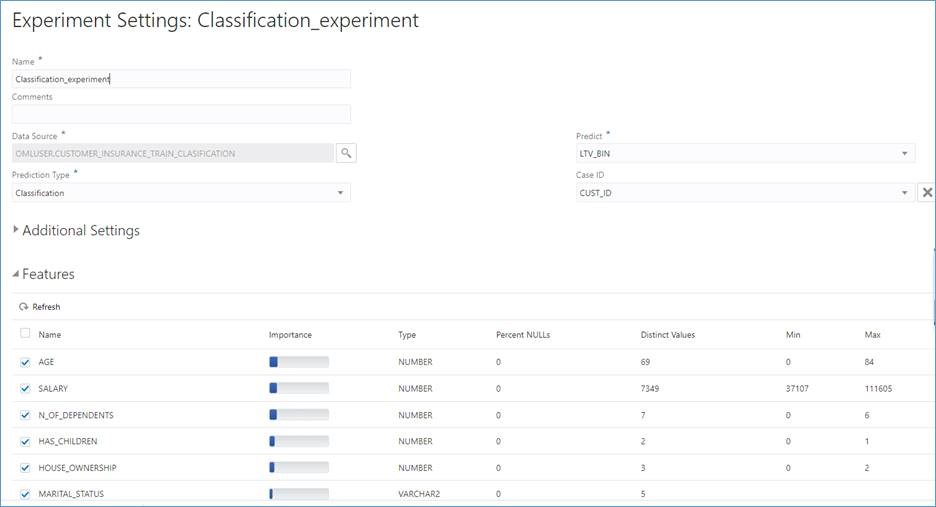 Experiment Settings: Classification_experiment
Name *
Classification_experiment
Comments
Data Source *
Predict *
OMLUSER.CUSTOMER_INSURANCE_TRAIN_CLASIFICATION
LTV_BIN
Prediction Type *
Case ID
Classification
CUST_ID
Additional Settings
Features
Refresh
Name Importance Type Percent NULLs Distinct Values Min Max
AGE NUMBER 0 69 0 84
SALARY NUMBER 0 7349 37107 111605
N_OF_DEPENDENTS NUMBER 0 7 0 6
HAS_CHILDREN NUMBER 0 2 0 1
HOUSE_OWNERSHIP NUMBER 0 3 0 2
MARITAL_STATUS VARCHAR2 0 5